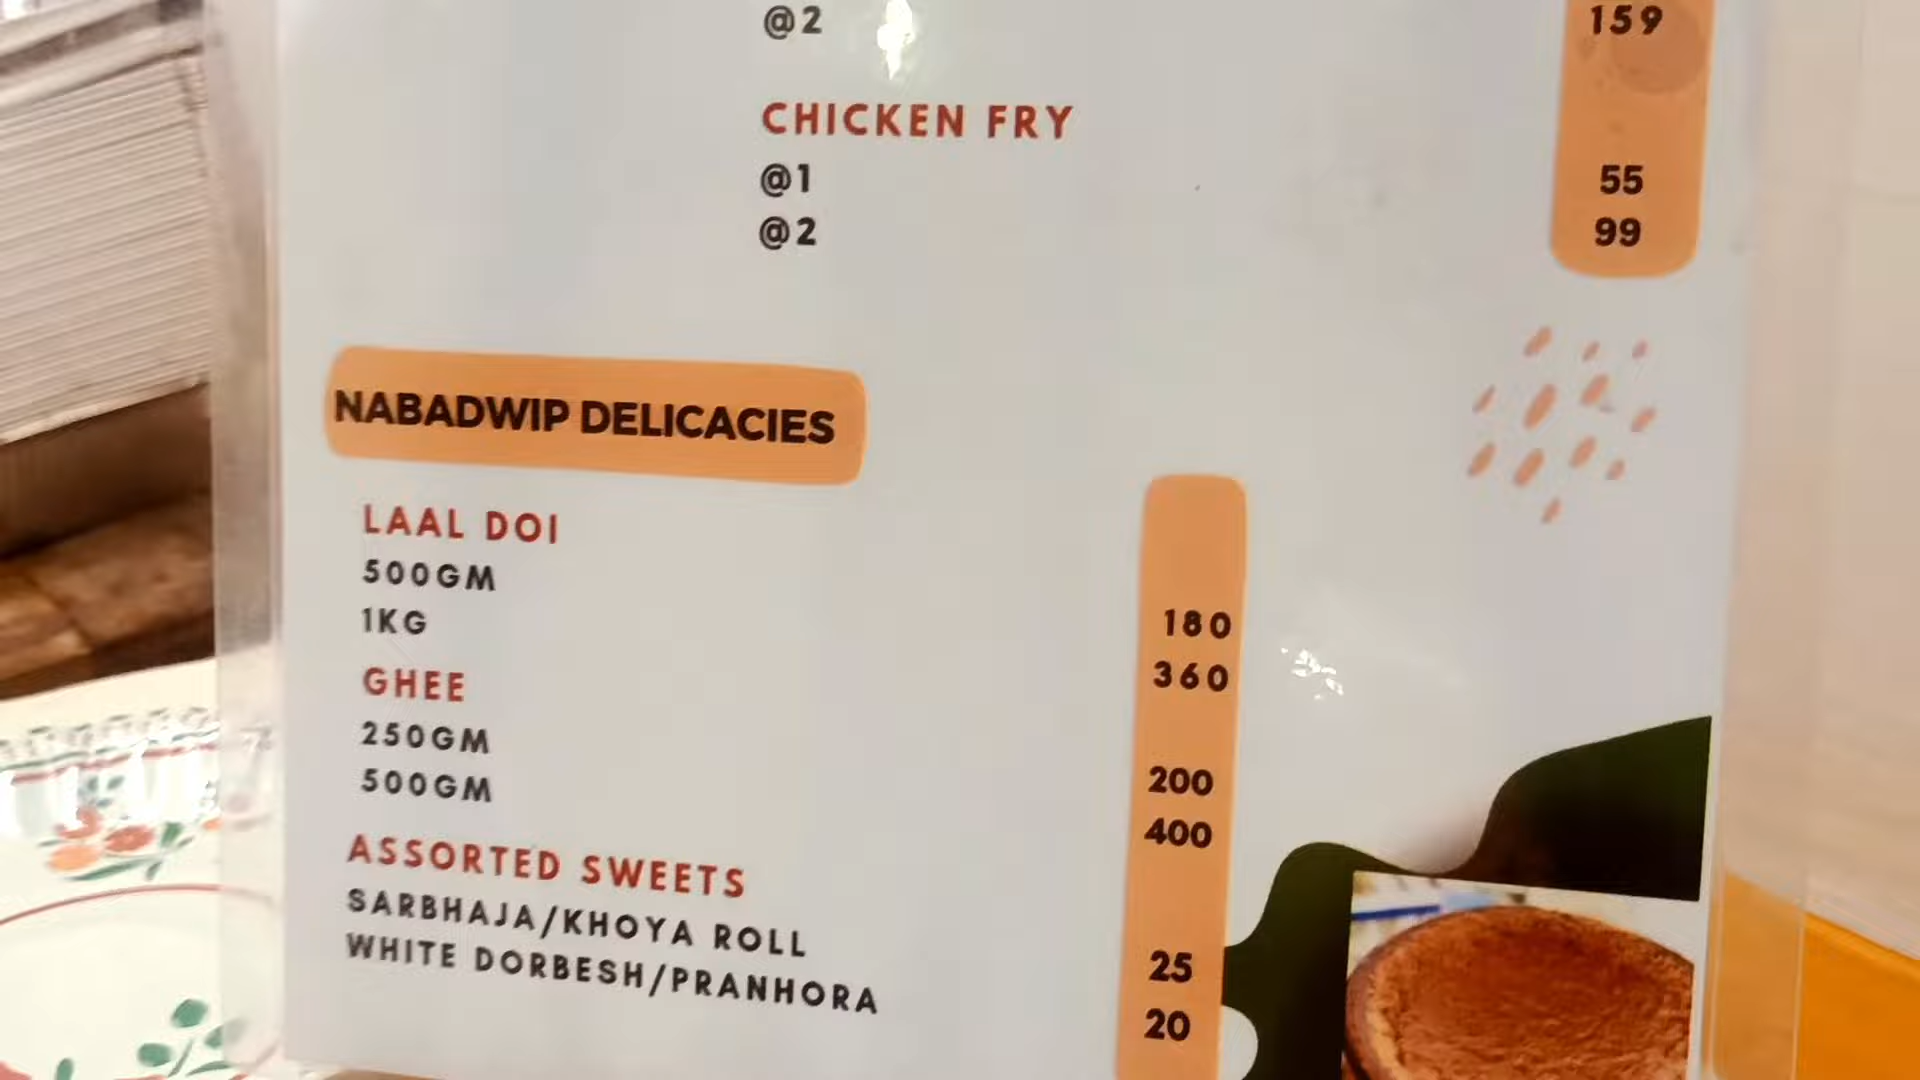 @2 159
CHICKEN FRY
@1 55
@2 99
NABADWIP DELICACIES
LAAL DOI
500GM 180
1KG 360
GHEE
250GM 200
500GM 400
ASSORTED SWEETS
SARBHAJA/KHOYA ROLL 25
WHITE DORBESH/PRANHORA 20